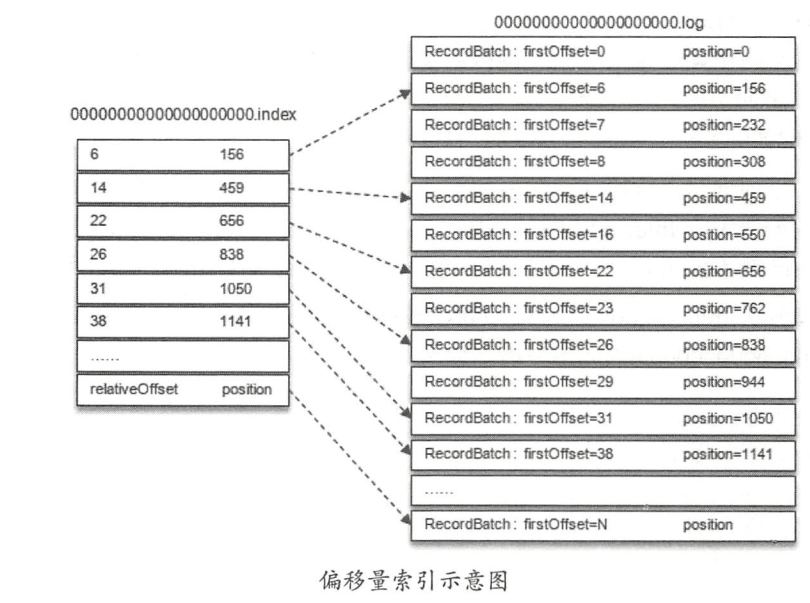 00000000000000000000.index
6 156
14 459
22 656
26 838
31 1050
38 1141
……
relativeOffset position
00000000000000000000.log
RecordBatch: firstOffset=0 position=0
RecordBatch: firstOffset=6 position=156
RecordBatch: firstOffset=7 position=232
RecordBatch: firstOffset=8 position=308
RecordBatch: firstOffset=14 position=459
RecordBatch: firstOffset=16 position=550
RecordBatch: firstOffset=22 position=656
RecordBatch: firstOffset=23 position=762
RecordBatch: firstOffset=26 position=838
RecordBatch: firstOffset=29 position=944
RecordBatch: firstOffset=31 position=1050
RecordBatch: firstOffset=38 position=1141
……
RecordBatch: firstOffset=N position
偏移量索引示意图